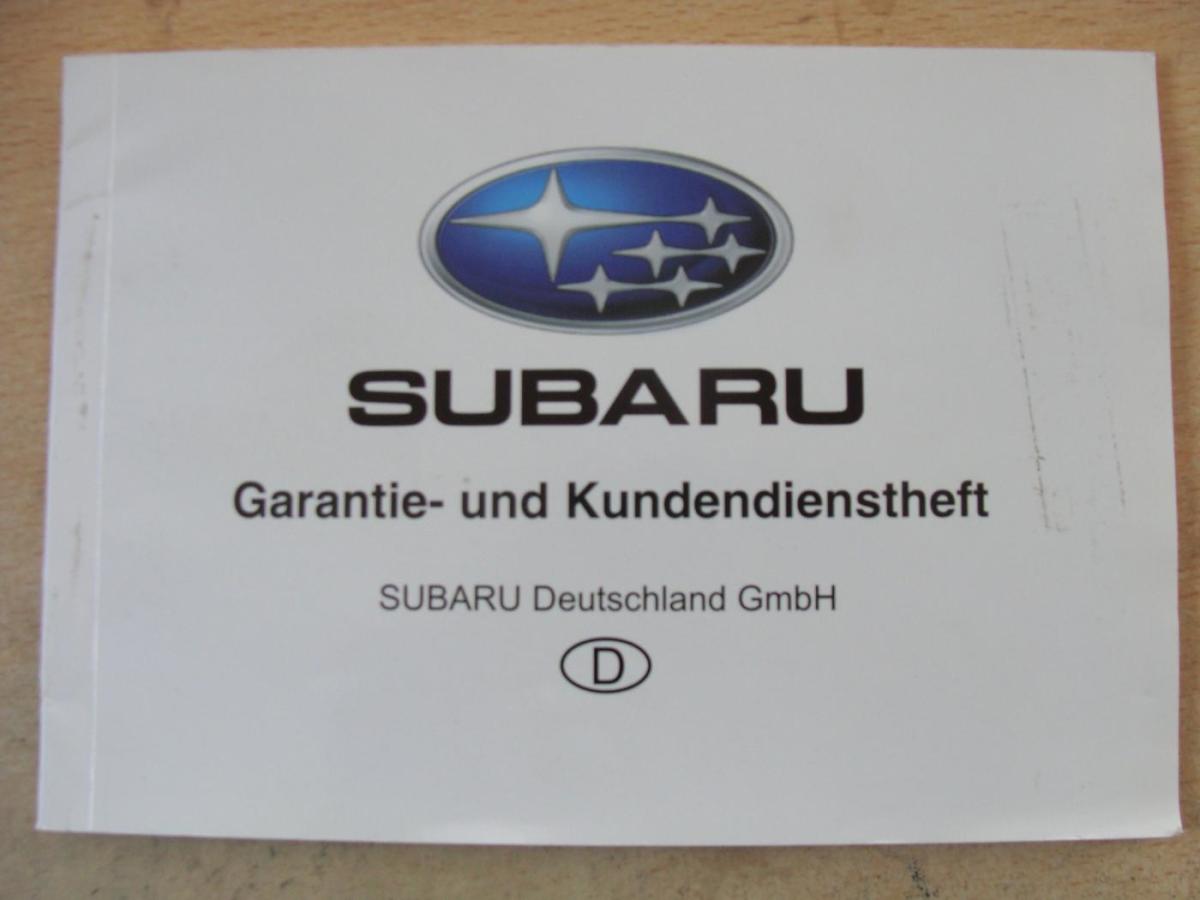 SUBARU
Garantie- und Kundendienstheft
SUBARU Deutschland GmbH
D